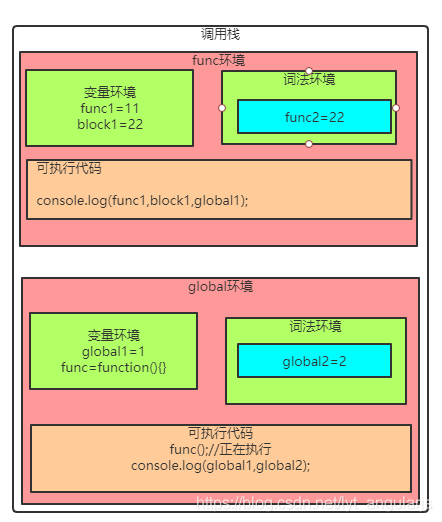 调用栈
func环境
变量环境
func1=11
block1=22
词法环境
func2=22
可执行代码
console.log(func1,block1,global1);
global环境
变量环境
global1=1
func=function(){}
词法环境
global2=2
可执行代码
func();//正在执行
console.log(global1,global2);
https://blog.csdn.net/lyt_angularjs